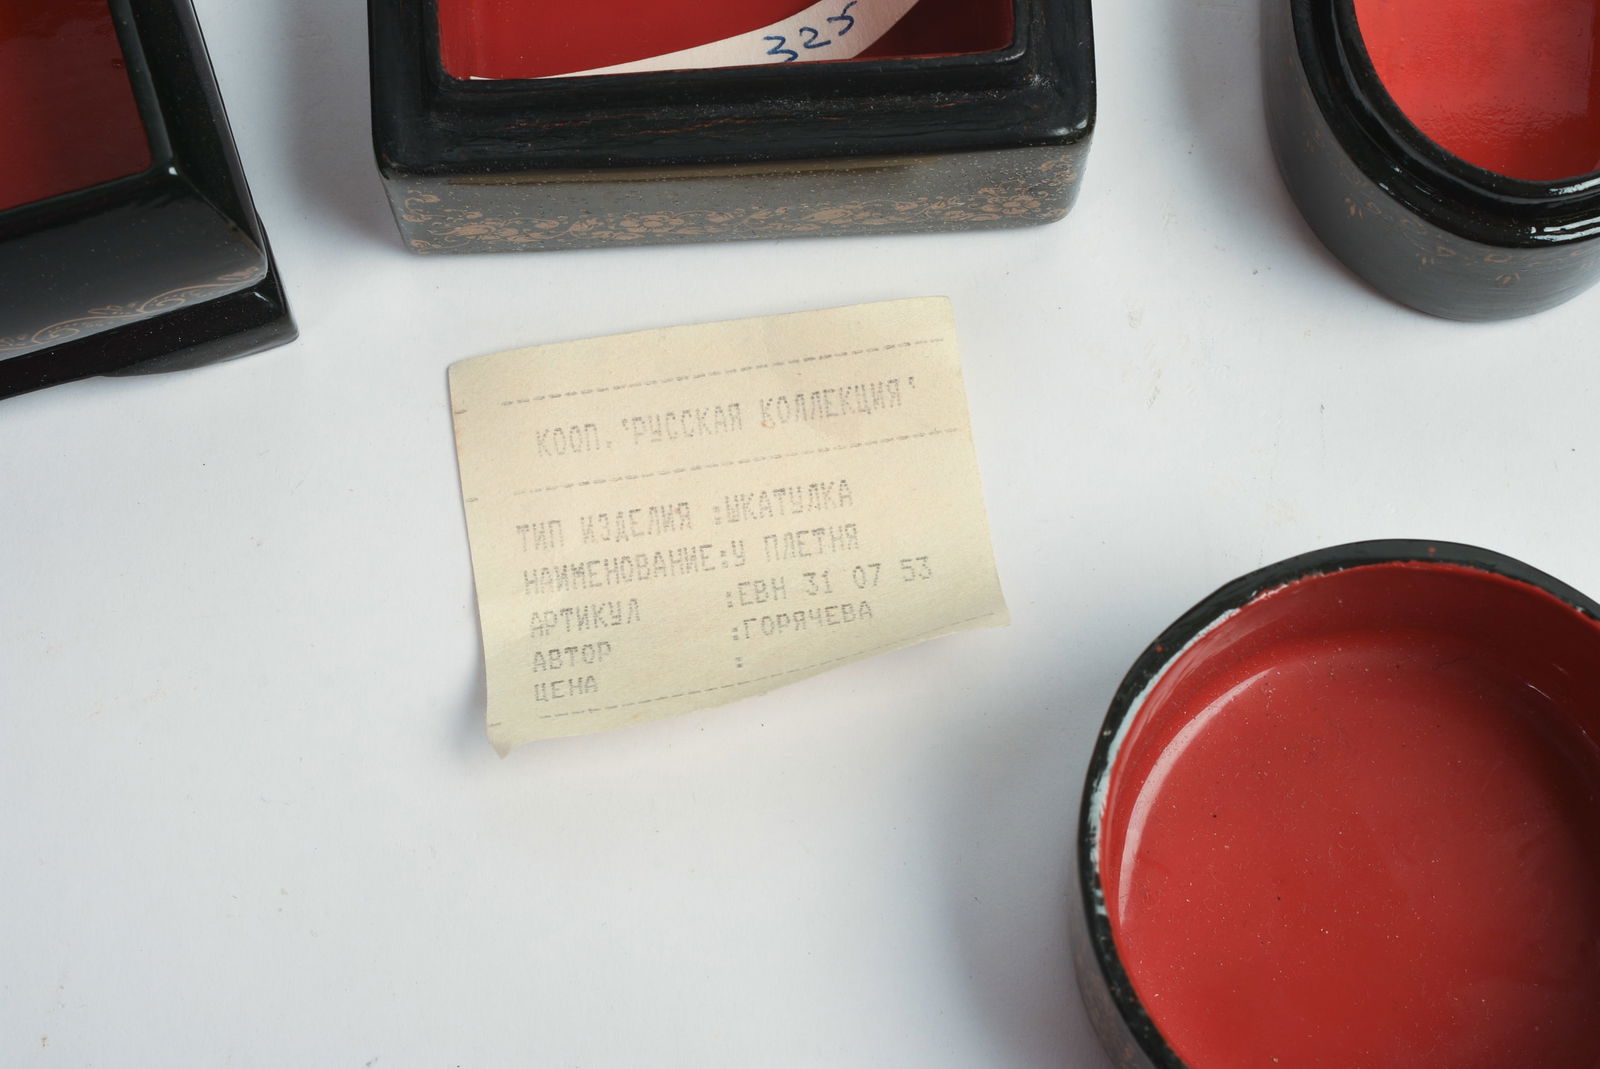 325
КООП. "РУССКАЯ КОЛЛЕКЦИЯ"
ТИП ИЗДЕЛИЯ :ШКАТУЛКА
НАИМЕНОВАНИЕ:У ПЛЕТНЯ
АРТИКУЛ :ЕВН 31 07 53
АВТОР :ГОРЯЧЕВА
ЦЕНА :